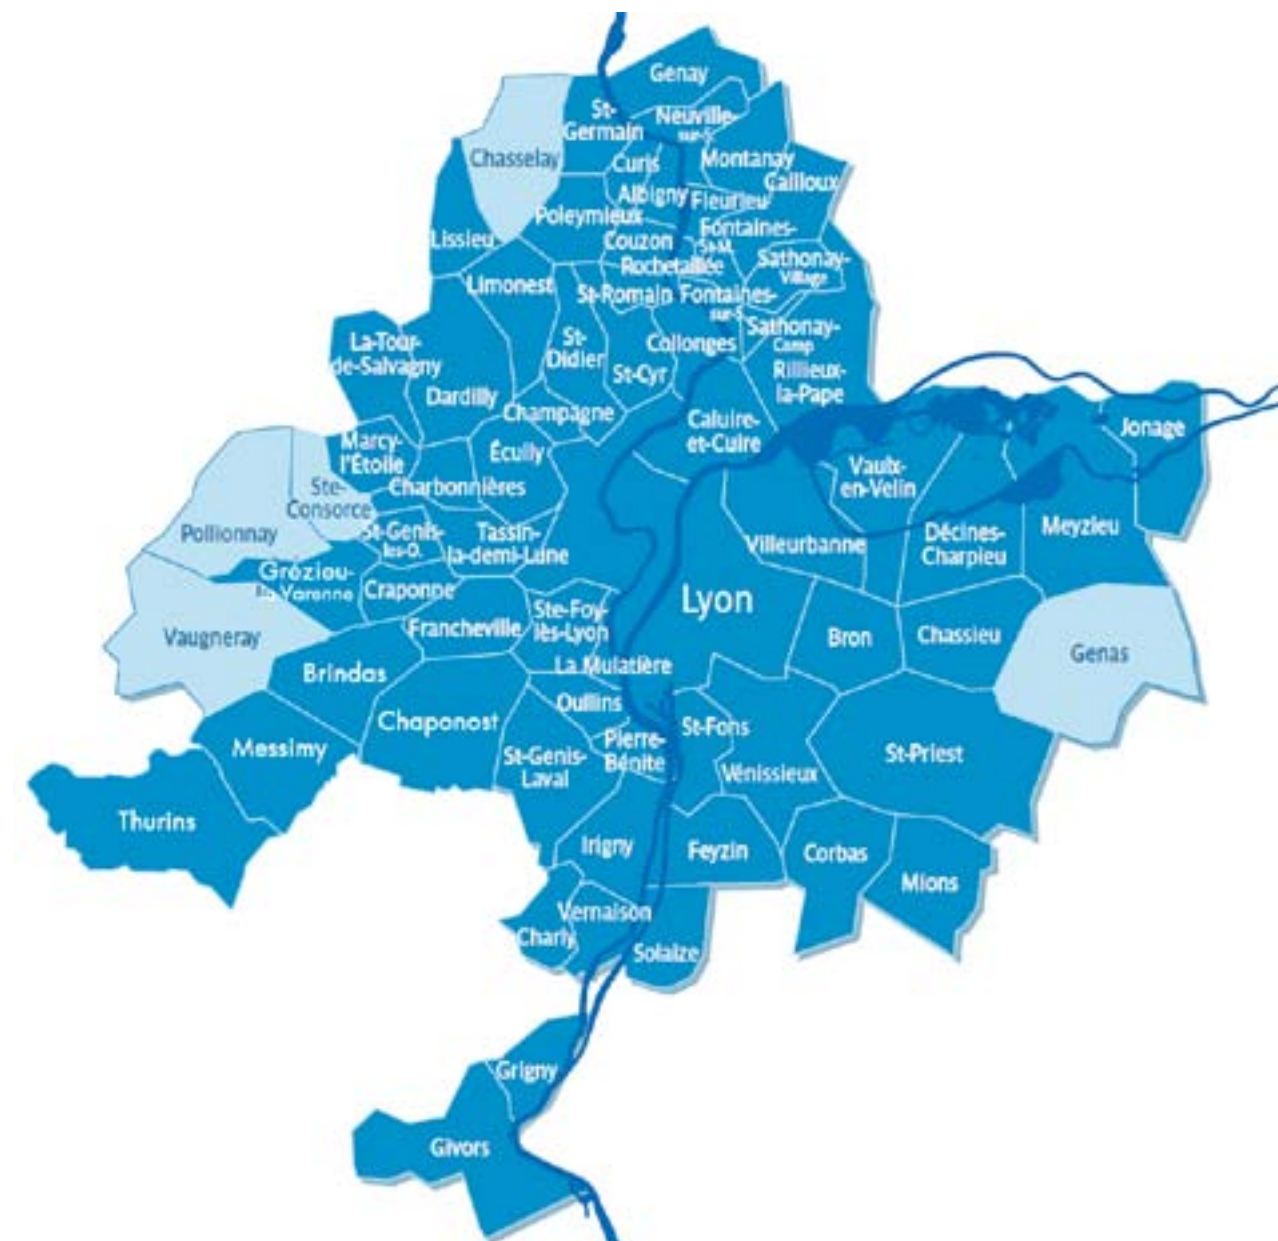 Genay
St-
Germain
Neuville-
sur-S.
Chasselay
Curis
Montanay
Cailloux
Albigny
Fleurieu
Poleymieux
Lissieu
Couzon
Fontaines-
St-M.
Rochetaillée
Sathonay-
Village
Limonest
St-Romain
Fontaines-
sur-S.
La-Tour-
de-Salvagny
St-
Didier
Collonges
Sathonay-
Camp
St-Cyr
Rillieux-
la-Pape
Dardilly
Champagne
Caluire-
et-Cuire
Jonage
Marcy-
l'Étoile
Écully
Vaulx-
en-Velin
Ste-
Consorce
Charbonnières
Pollionnay
St-Genis-
les-O.
Tassin-
la-demi-Lune
Villeurbanne
Décines-
Charpieu
Meyzieu
Gréziou-
la Varenne
Craponne
Lyon
Vaugneray
Francheville
Ste-Foy-
lès-Lyon
Bron
Chassieu
Genas
Brindas
La Mulatière
Oullins
Chaponost
St-Fons
Messimy
Pierre-
Bénite
St-Genis-
Laval
Vénissieux
St-Priest
Thurins
Irigny
Feyzin
Corbas
Mions
Vernaison
Charly
Solaize
Grigny
Givors